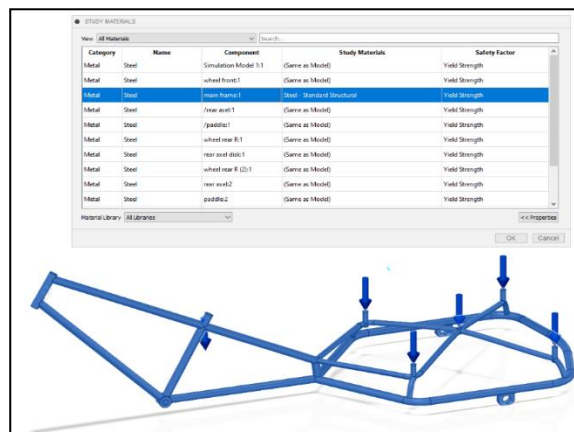 STUDY MATERIALS
View All Materials Search...
Category Name Component Study Materials Safety Factor
Metal Steel Simulation Model 1:1 (Same as Model) Yield Strength
Metal Steel wheel front:1 (Same as Model) Yield Strength
Metal Steel main frame:1 Steel - Standard Structural Yield Strength
Metal Steel /rear axel:1 (Same as Model) Yield Strength
Metal Steel /paddle:1 (Same as Model) Yield Strength
Metal Steel wheel rear R:1 (Same as Model) Yield Strength
Metal Steel rear axel disk:1 (Same as Model) Yield Strength
Metal Steel wheel rear R (2):1 (Same as Model) Yield Strength
Metal Steel rear axel:2 (Same as Model) Yield Strength
Metal Steel paddle:2 (Same as Model) Yield Strength
Material Library All Libraries << Properties
OK Cancel